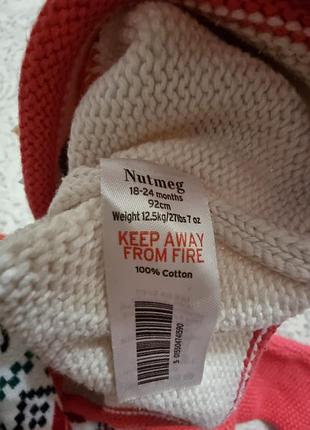 Nutmeg
18-24 months
92cm
Weight 12.5kg/27lbs 7 oz
KEEP AWAY
FROM FIRE
100% Cotton